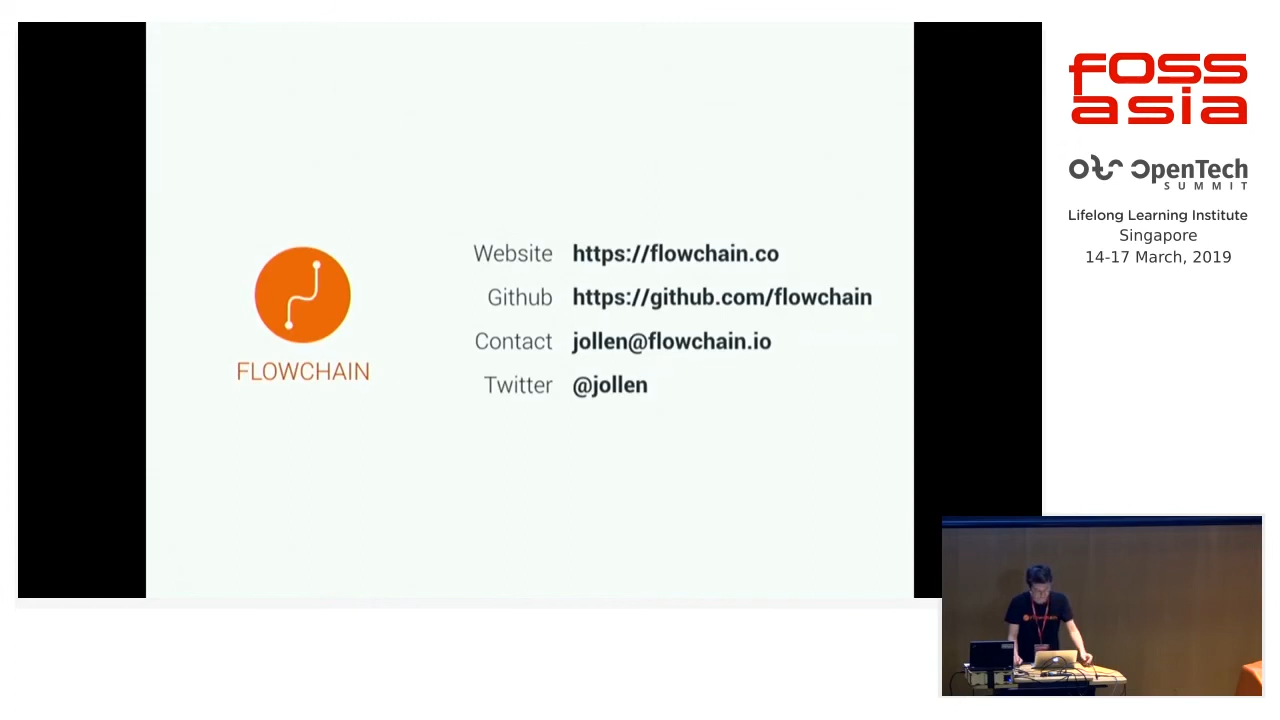 FLOWCHAIN
Website https://flowchain.co
Github https://github.com/flowchain
Contact jollen@flowchain.io
Twitter @jollen
foss
asia
OpenTech
SUMMIT
Lifelong Learning Institute
Singapore
14-17 March, 2019
flowchain